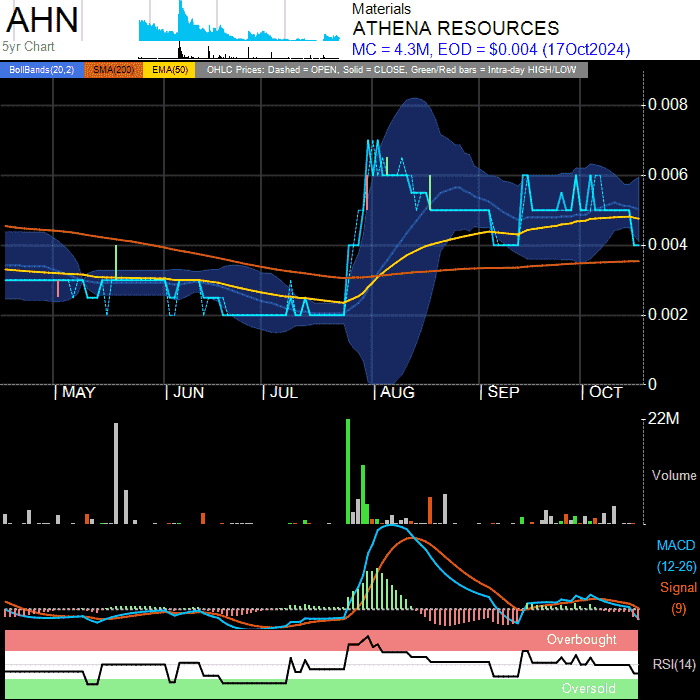 AHN
5yr Chart
Materials
ATHENA RESOURCES
MC = 4.3M, EOD = $0.004 (17Oct2024)
BollBands(20,2) SMA(200) EMA(50) OHLC Prices: Dashed = OPEN, Solid = CLOSE, Green/Red bars = Intra-day HIGH/LOW
0.008
0.006
0.004
0.002
0
MAY JUN JUL AUG SEP OCT
22M
Volume
MACD
(12-26)
Signal
(9)
Overbought
RSI(14)
Oversold